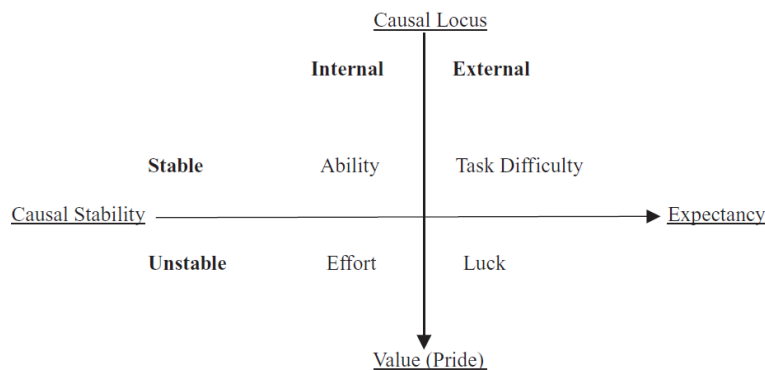 Causal Locus
Internal External
Stable Ability Task Difficulty
Causal Stability Expectancy
Unstable Effort Luck
Value (Pride)